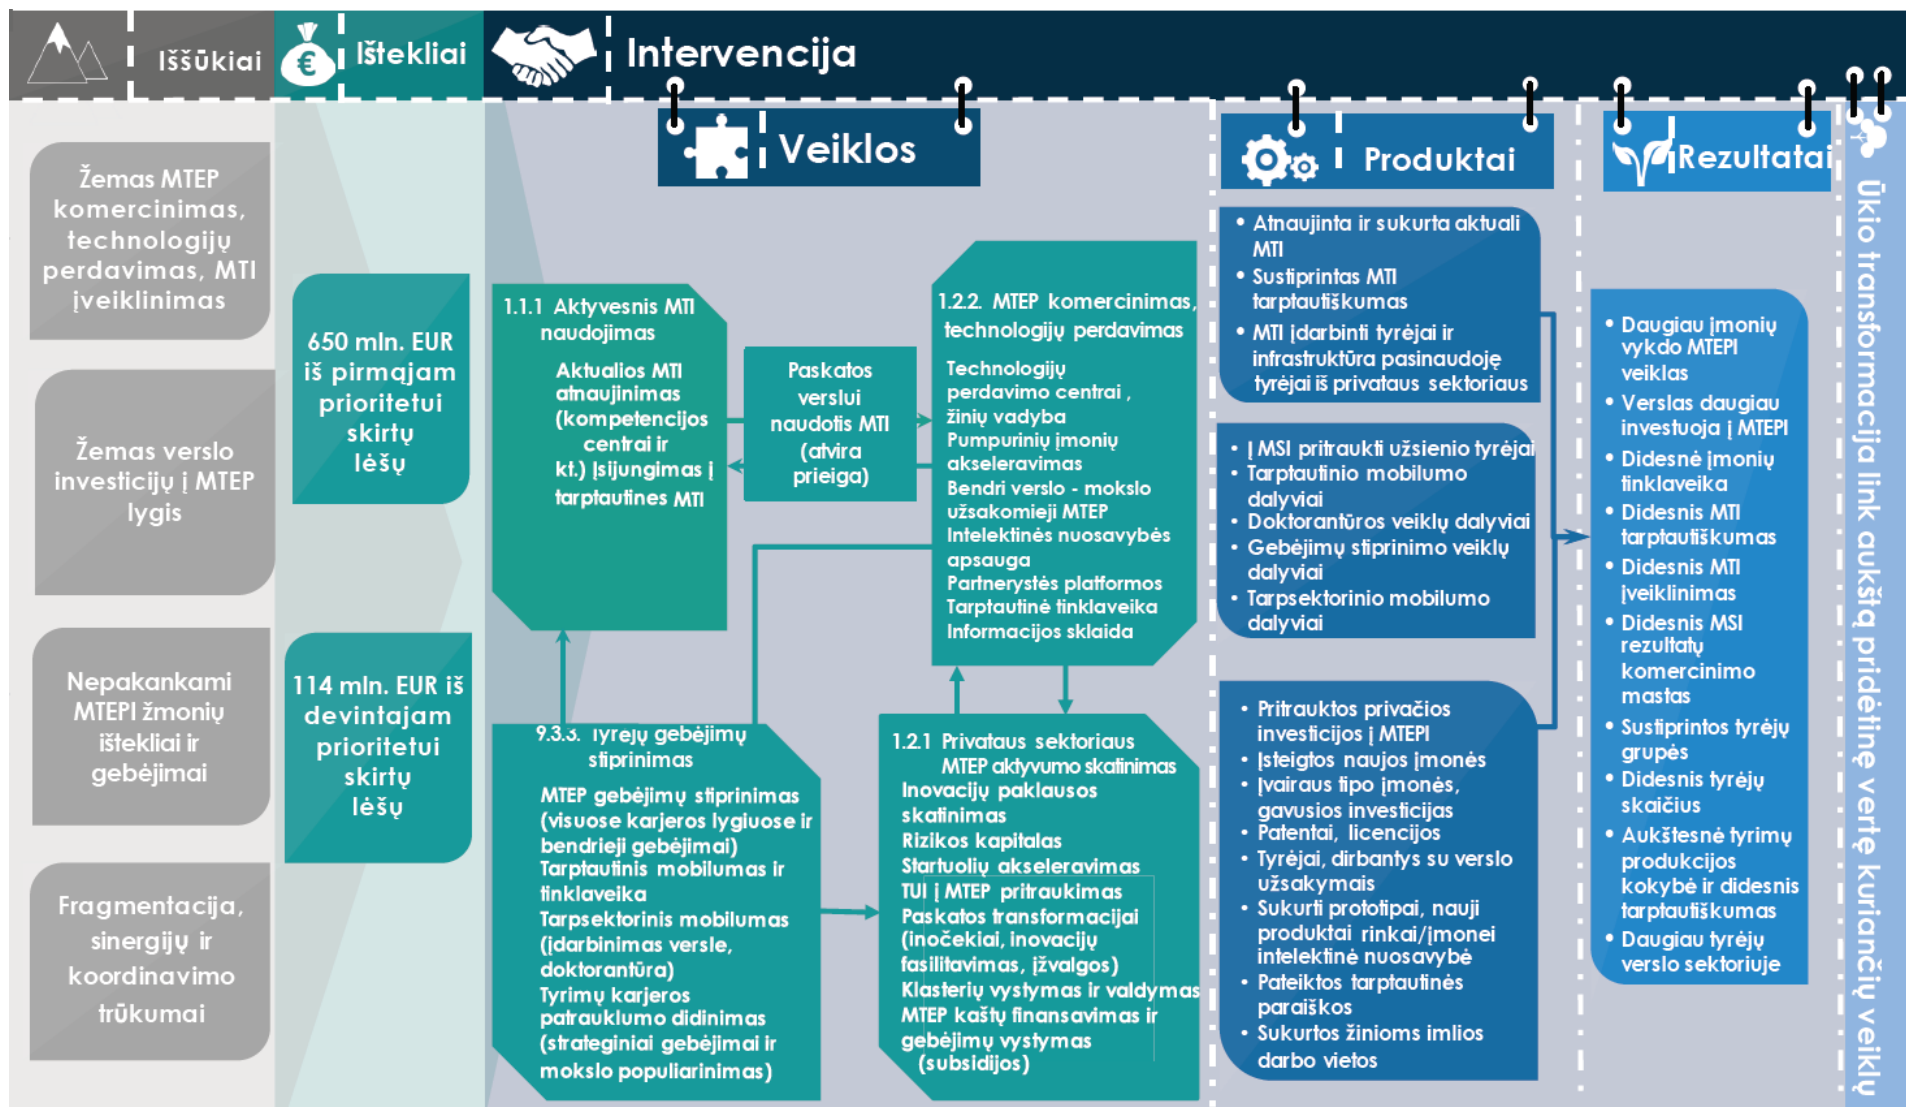 Iššūkiai
Ištekliai
Intervencija
Veiklos
Produktai
Rezultatai
Žemas MTEP
komercinimas,
technologijų
perdavimas, MTI
įveiklinimas
Žemas verslo
investicijų į MTEP
lygis
Nepakankami
MTEPI žmonių
ištekliai ir
gebėjimai
Fragmentacija,
sinergijų ir
koordinavimo
trūkumai
€
650 mln. EUR
iš pirmąjam
prioritetui
skirtų
lėšų
114 mln. EUR iš
devintajam
prioritetui
skirtų
lėšų
1.1.1 Aktyvesnis MTI
naudojimas
Aktualios MTI
atnaujinimas
(kompetencijos
centrai ir
kt.) Įsijungimas į
tarptautines MTI
Paskatos
verslui
naudotis MTI
(atvira
prieiga)
1.2.2. MTEP komercinimas,
technologijų perdavimas
Technologijų
perdavimo centrai ,
žinių vadyba
Pumpurinių įmonių
akseleravimas
Bendri verslo - mokslo
užsakomieji MTEP
Intelektinės nuosavybės
apsauga
Partnerystės platformos
Tarptautinė tinklaveika
Informacijos sklaida
9.3.3. Tyrėjų gebėjimų
stiprinimas
MTEP gebėjimų stiprinimas
(visuose karjeros lygiuose ir
bendrieji gebėjimai)
Tarptautinis mobilumas ir
tinklaveika
Tarpsektorinis mobilumas
(įdarbinimas versle,
doktorantūra)
Tyrimų karjeros
patrauklumo didinimas
(strateginiai gebėjimai ir
mokslo populiarinimas)
1.2.1 Privataus sektoriaus
MTEP aktyvumo skatinimas
Inovacijų paklausos
skatinimas
Rizikos kapitalas
Startuolių akseleravimas
TUI į MTEP pritraukimas
Paskatos transformacijai
(inočekiai, inovacijų
fasilitavimas, įžvalgos)
Klasterių vystymas ir valdymas
MTEP kaštų finansavimas ir
gebėjimų vystymas
(subsidijos)
• Atnaujinta ir sukurta aktuali
MTI
• Sustiprintas MTI
tarptautiškumas
• MTI įdarbinti tyrėjai ir
infrastruktūra pasinaudoję
tyrėjai iš privataus sektoriaus
• Į MSI pritraukti užsienio tyrėjai
• Tarptautinio mobilumo
dalyviai
• Doktorantūros veiklų dalyviai
• Gebėjimų stiprinimo veiklų
dalyviai
• Tarpsektorinio mobilumo
dalyviai
• Pritrauktos privačios
investicijos į MTEPI
• Įsteigtos naujos įmonės
• Įvairaus tipo įmonės,
gavusios investicijas
• Patentai, licencijos
• Tyrėjai, dirbantys su verslo
užsakymais
• Sukurti prototipai, nauji
produktai rinkai/įmonei
intelektinė nuosavybė
• Pateiktos tarptautinės
paraiškos
• Sukurtos žinioms imlios
darbo vietos
• Daugiau įmonių
vykdo MTEPI
veiklas
• Verslas daugiau
investuoja į MTEPI
• Didesnė įmonių
tinklaveika
• Didesnis MTI
tarptautiškumas
• Didesnis MTI
įveiklinimas
• Didesnis MSI
rezultatų
komercinimo
mastas
• Sustiprintos tyrėjų
grupės
• Didesnis tyrėjų
skaičius
• Aukštesnė tyrimų
produkcijos
kokybė ir didesnis
tarptautiškumas
• Daugiau tyrėjų
verslo sektoriuje
Ūkio transformacija link aukštą pridėtinę vertę kuriančių veiklų